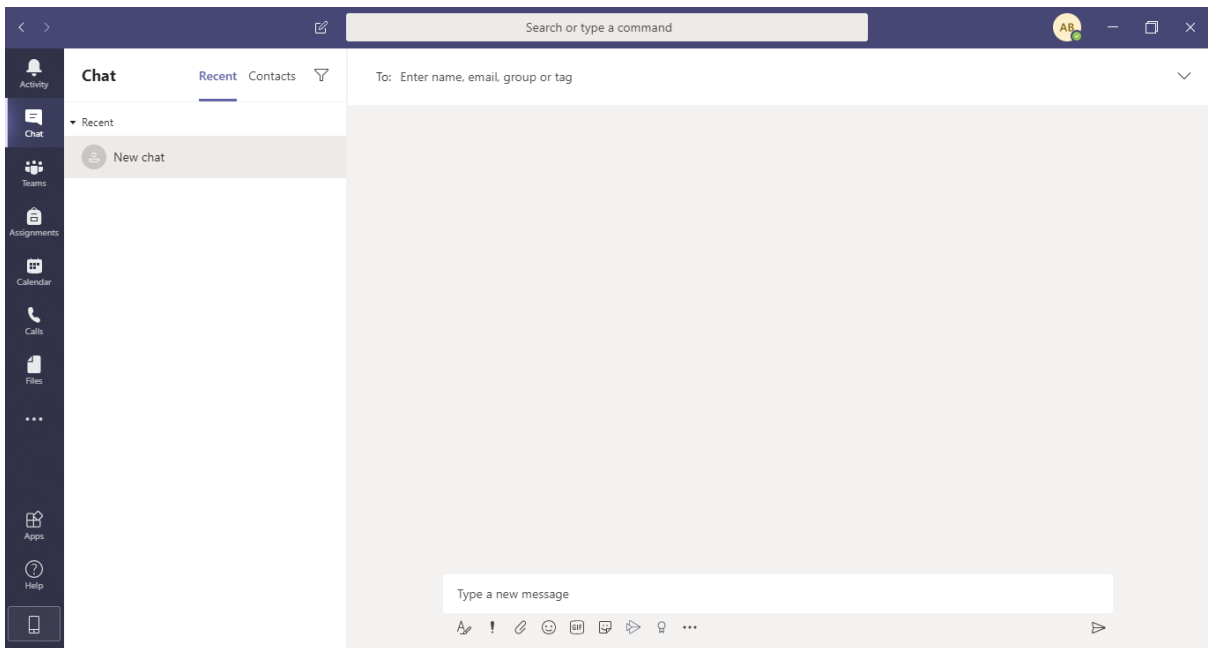 Search or type a command
AB
Activity
Chat
Teams
Assignments
Calendar
Calls
Files
Apps
Help
Chat
Recent Contacts
Recent
New chat
To: Enter name, email, group or tag
Type a new message
GIF